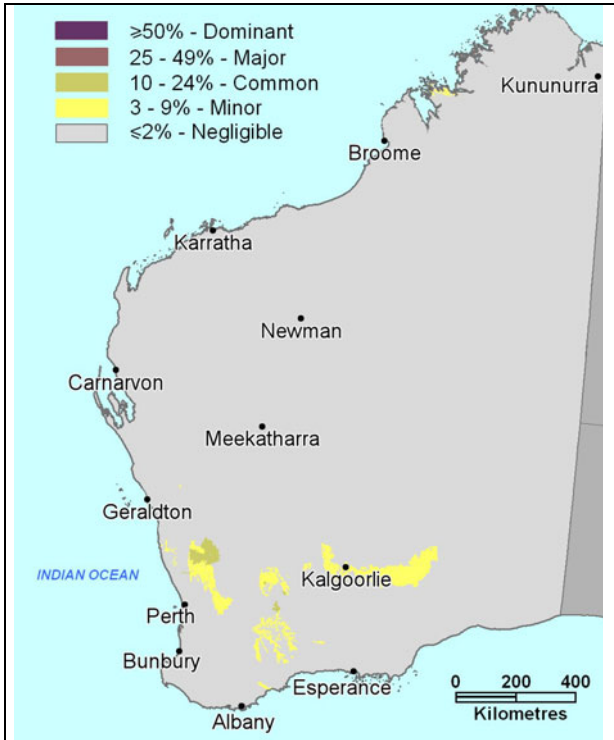 ≥50% - Dominant
25 - 49% - Major
10 - 24% - Common
3 - 9% - Minor
≤2% - Negligible
Kununurra
Broome
Karratha
Newman
Carnarvon
Meekatharra
Geraldton
INDIAN OCEAN
Kalgoorlie
Perth
Bunbury
Esperance
Albany
0 200 400
Kilometres